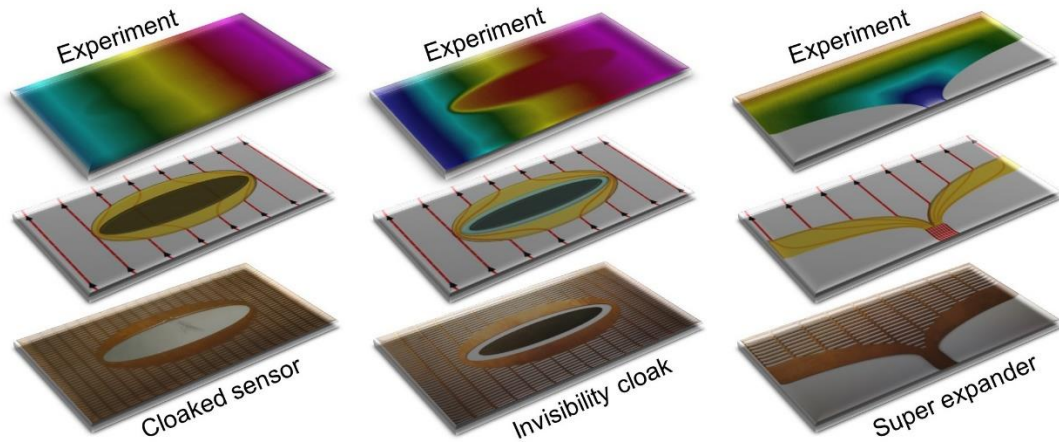 Experiment
Experiment
Experiment
Cloaked sensor
Invisibility cloak
Super expander